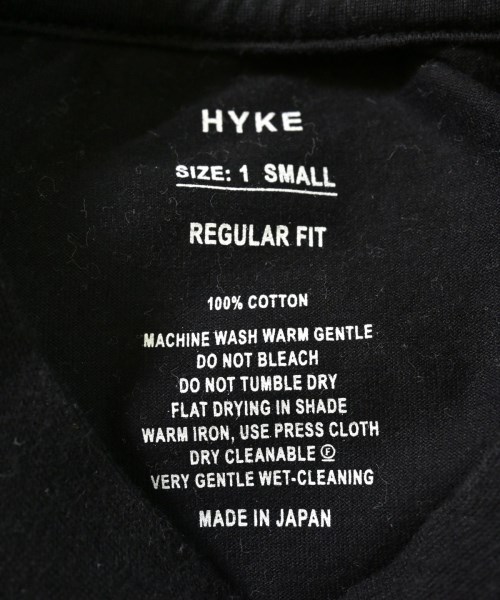 HYKE
SIZE: 1 SMALL
REGULAR FIT
100% COTTON
MACHINE WASH WARM GENTLE
DO NOT BLEACH
DO NOT TUMBLE DRY
FLAT DRYING IN SHADE
WARM IRON, USE PRESS CLOTH
DRY CLEANABLE Ⓕ
VERY GENTLE WET-CLEANING
MADE IN JAPAN